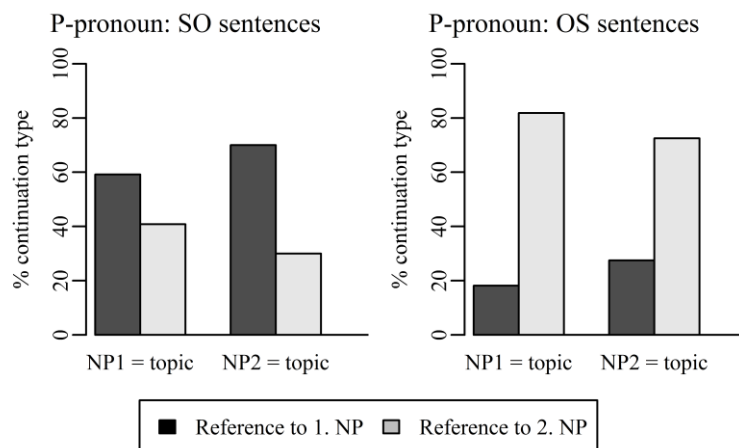 P-pronoun: SO sentences
P-pronoun: OS sentences
% continuation type
0 20 40 60 80 100
NP1 = topic NP2 = topic
% continuation type
0 20 40 60 80 100
NP1 = topic NP2 = topic
Reference to 1. NP Reference to 2. NP